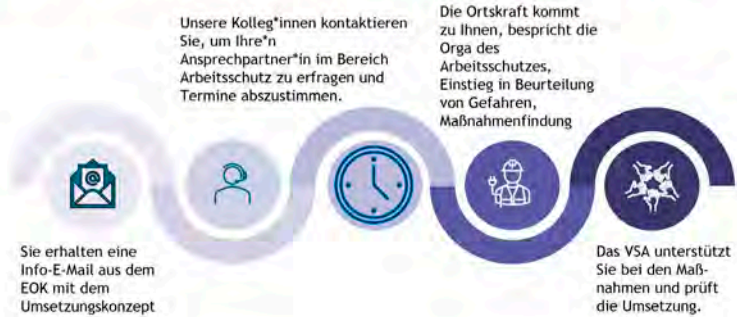 Unsere Kolleg*innen kontaktieren
Sie, um Ihre*n
Ansprechpartner*in im Bereich
Arbeitsschutz zu erfragen und
Termine abszustimmen.
Die Ortskraft kommt
zu Ihnen, bespricht die
Orga des
Arbeitsschutzes,
Einstieg in Beurteilung
von Gefahren,
Maßnahmenfindung
Sie erhalten eine
Info-E-Mail aus dem
EOK mit dem
Umsetzungskonzept
Das VSA unterstützt
Sie bei den Maß-
nahmen und prüft
die Umsetzung.